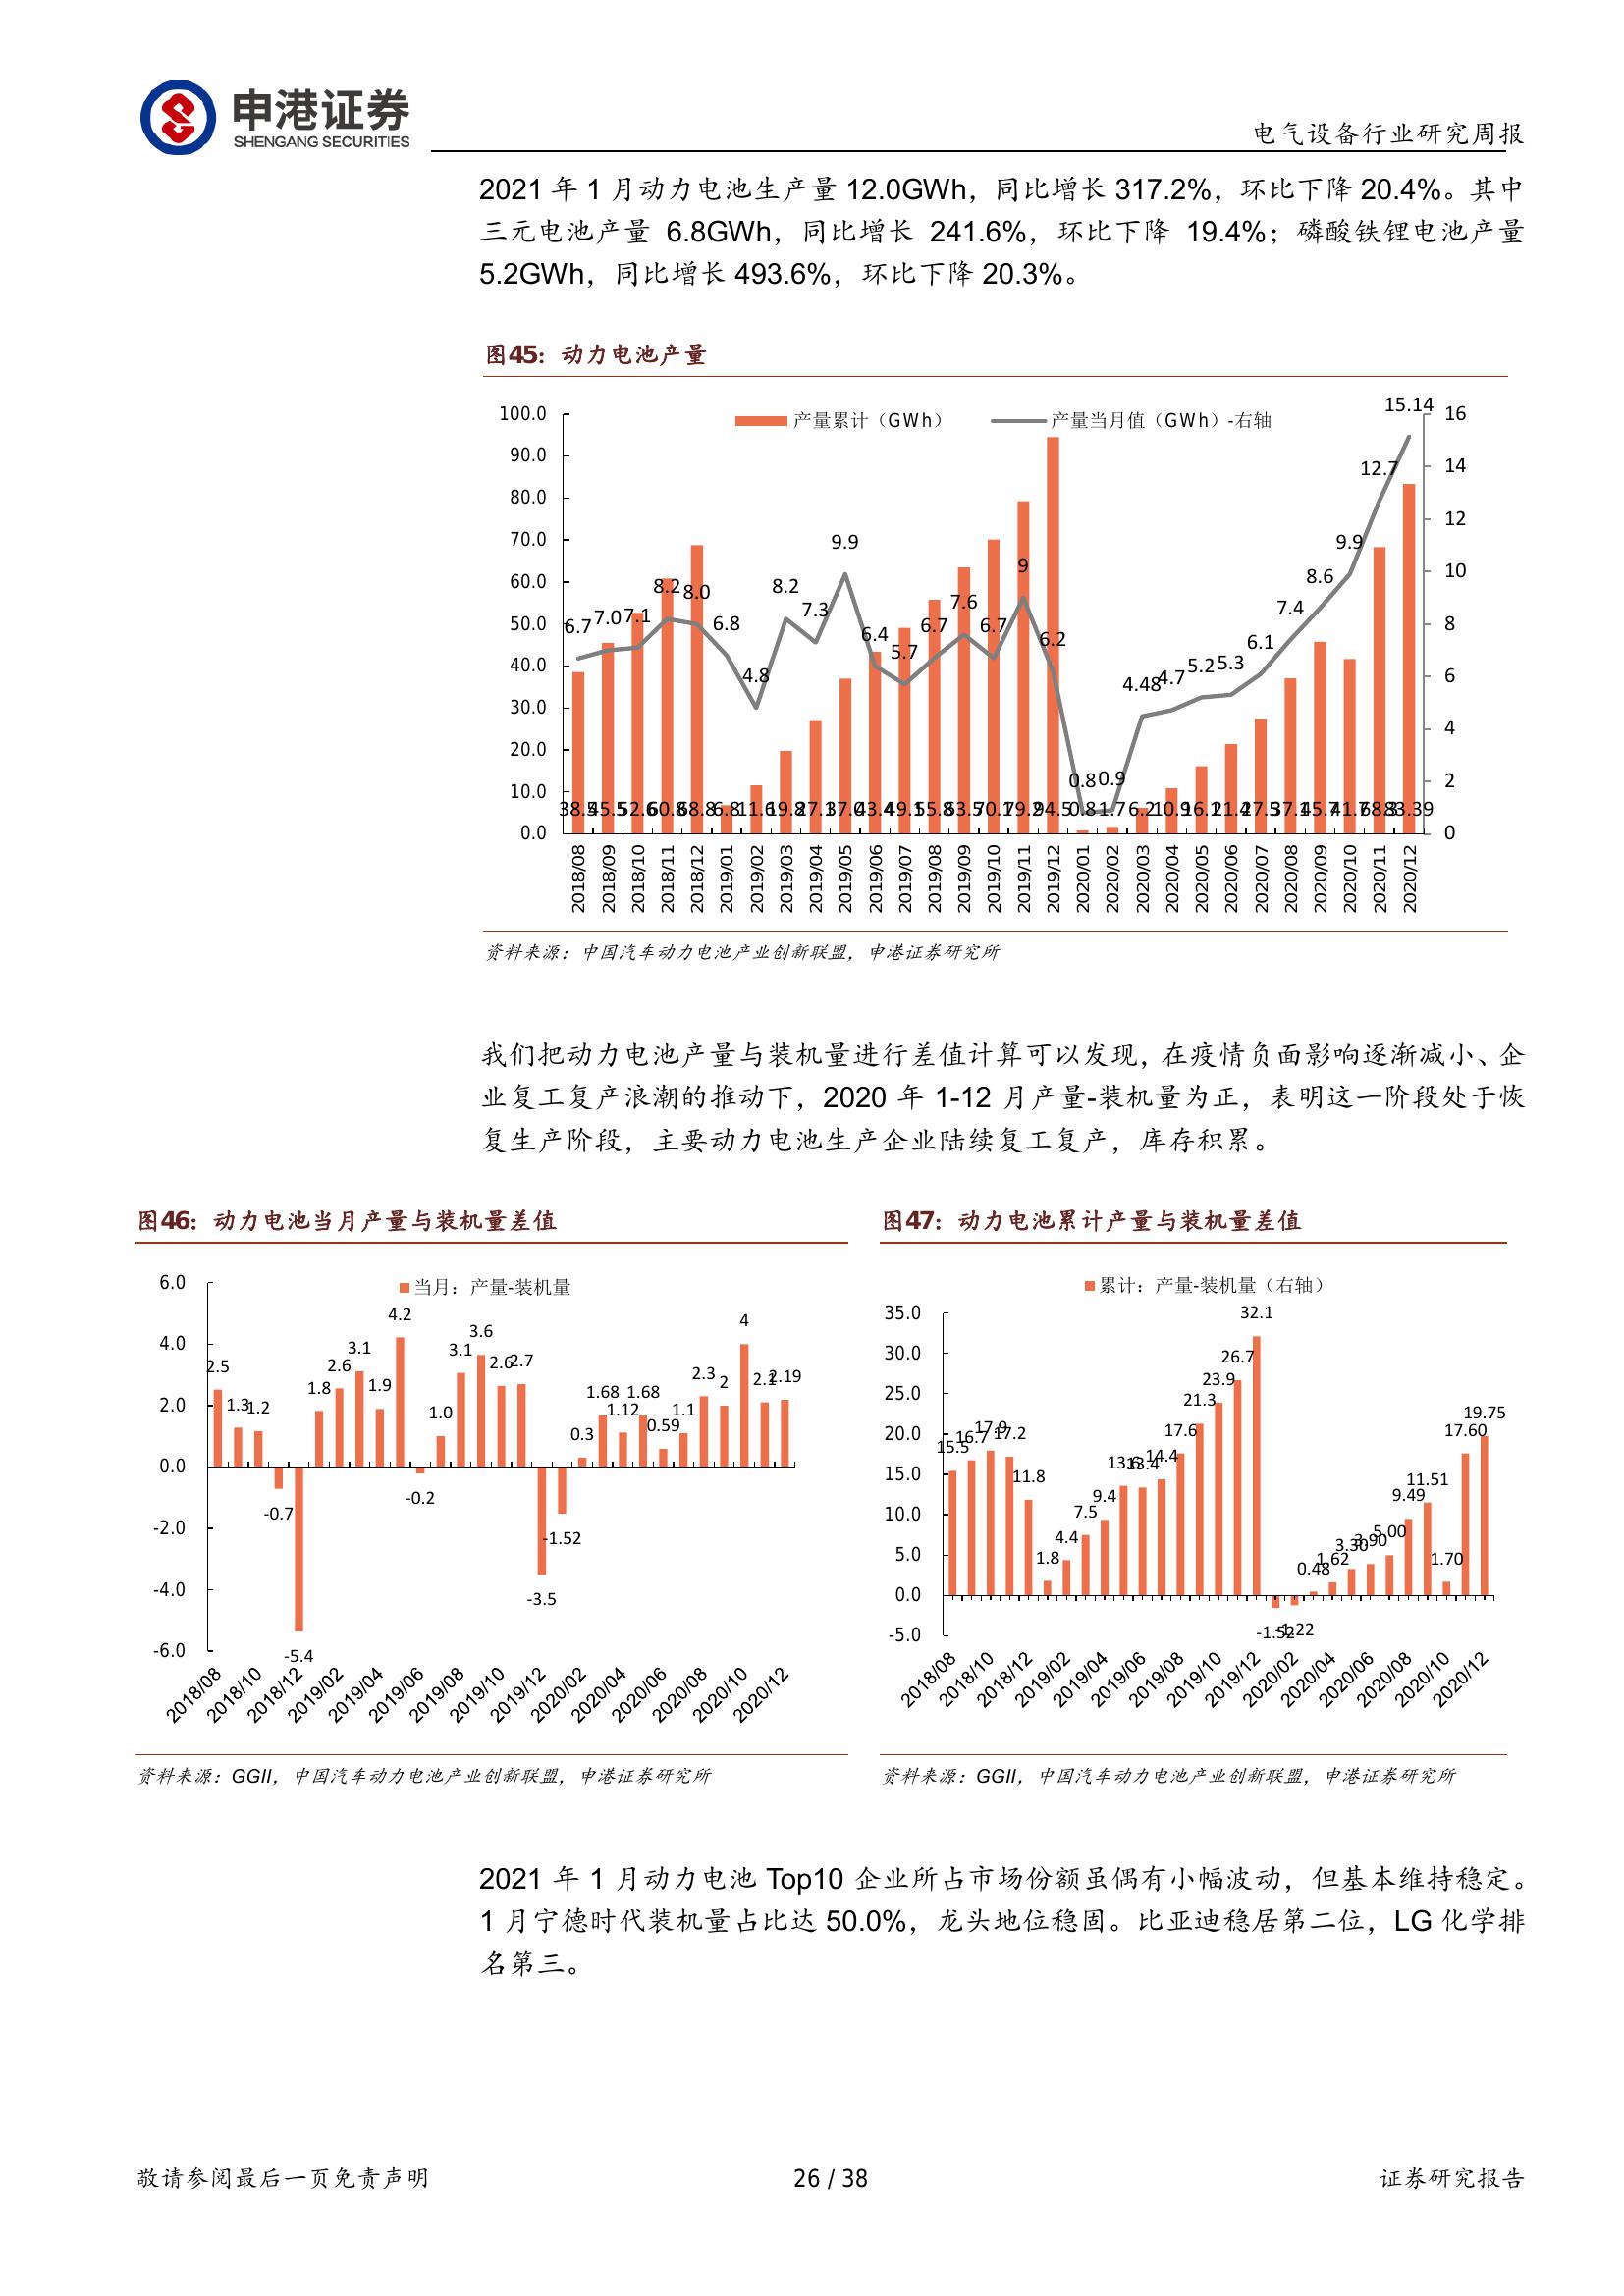 申港证券
SHENGANG SECURITIES
电气设备行业研究周报
2021 年 1 月动力电池生产量 12.0GWh，同比增长 317.2%，环比下降 20.4%。其中
三元电池产量 6.8GWh，同比增长 241.6%，环比下降 19.4%；磷酸铁锂电池产量
5.2GWh，同比增长 493.6%，环比下降 20.3%。
图45：动力电池产量
产量累计（GWh） 产量当月值（GWh）-右轴
100.0
90.0
80.0
70.0
60.0
50.0
40.0
30.0
20.0
10.0
0.0
16
14
12
10
8
6
4
2
0
6.7 7.0 7.1 8.2 8.0 6.8 4.8 8.2 7.3 9.9 6.4 5.7 6.7 7.6 6.7 9 6.2 0.8 0.9 4.48 4.7 5.2 5.3 6.1 7.4 8.6 9.9 12.7 15.14
38.5 45.5 52.6 60.8 68.8 6.8 11.6 19.8 27.1 37.0 43.4 49.1 55.8 63.5 70.1 79.2 94.5 0.8 1.7 6.2 10.9 16.1 21.4 27.5 37.1 45.7 41.7 68.3 83.39
2018/08 2018/09 2018/10 2018/11 2018/12 2019/01 2019/02 2019/03 2019/04 2019/05 2019/06 2019/07 2019/08 2019/09 2019/10 2019/11 2019/12 2020/01 2020/02 2020/03 2020/04 2020/05 2020/06 2020/07 2020/08 2020/09 2020/10 2020/11 2020/12
资料来源：中国汽车动力电池产业创新联盟，申港证券研究所
我们把动力电池产量与装机量进行差值计算可以发现，在疫情负面影响逐渐减小、企
业复工复产浪潮的推动下，2020 年 1-12 月产量-装机量为正，表明这一阶段处于恢
复生产阶段，主要动力电池生产企业陆续复工复产，库存积累。
图46：动力电池当月产量与装机量差值
当月：产量-装机量
6.0
4.0
2.0
0.0
-2.0
-4.0
-6.0
2.5 1.3 1.2 -0.7 -5.4 1.8 2.6 3.1 1.9 4.2 -0.2 1.0 3.1 3.6 2.6 2.7 -3.5 -1.52 0.3 1.68 1.12 1.68 0.59 1.1 2.3 2 4 2.1 2.19
2018/08 2018/10 2018/12 2019/02 2019/04 2019/06 2019/08 2019/10 2019/12 2020/02 2020/04 2020/06 2020/08 2020/10 2020/12
资料来源：GGII，中国汽车动力电池产业创新联盟，申港证券研究所
图47：动力电池累计产量与装机量差值
累计：产量-装机量（右轴）
35.0
30.0
25.0
20.0
15.0
10.0
5.0
0.0
-5.0
15.5 16.7 17.9 17.2 11.8 1.8 4.4 7.5 9.4 13.6 13.4 14.4 17.6 21.3 23.9 26.7 32.1 -1.52 -1.22 0.48 1.62 3.30 3.90 5.00 9.49 11.51 1.70 17.60 19.75
2018/08 2018/10 2018/12 2019/02 2019/04 2019/06 2019/08 2019/10 2019/12 2020/02 2020/04 2020/06 2020/08 2020/10 2020/12
资料来源：GGII，中国汽车动力电池产业创新联盟，申港证券研究所
2021 年 1 月动力电池 Top10 企业所占市场份额虽偶有小幅波动，但基本维持稳定。
1 月宁德时代装机量占比达 50.0%，龙头地位稳固。比亚迪稳居第二位，LG 化学排
名第三。
敬请参阅最后一页免责声明
26 / 38
证券研究报告